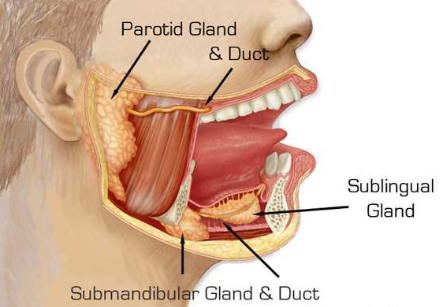 Parotid Gland
& Duct
Sublingual
Gland
Submandibular Gland & Duct